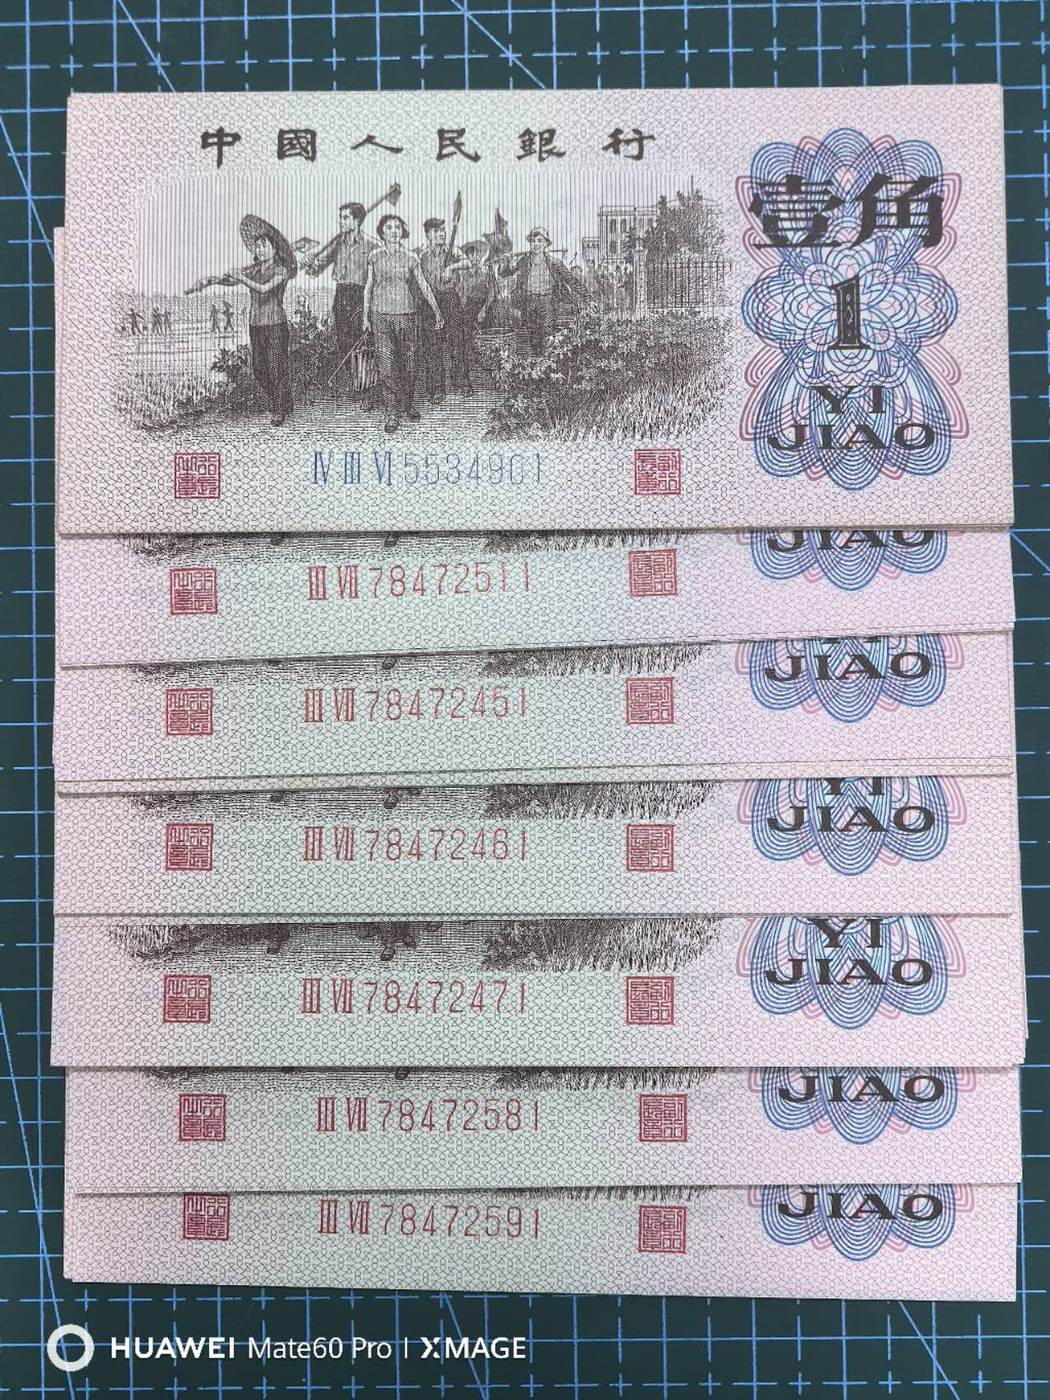 中國人民銀行
壹角
1
YI
JIAO
Ⅳ Ⅲ Ⅵ 5534901
JIAO
Ⅲ Ⅶ 78472511
YI
JIAO
Ⅲ Ⅶ 78472451
YI
JIAO
Ⅲ Ⅶ 78472461
YI
JIAO
Ⅲ Ⅶ 78472471
JIAO
Ⅲ Ⅶ 78472581
JIAO
Ⅲ Ⅶ 78472591
HUAWEI Mate60 Pro | XMAGE